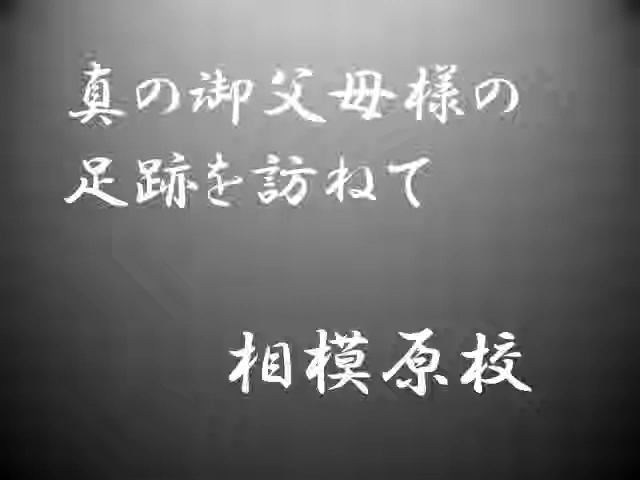 真の御父母様の
足跡を訪ねて
相模原校